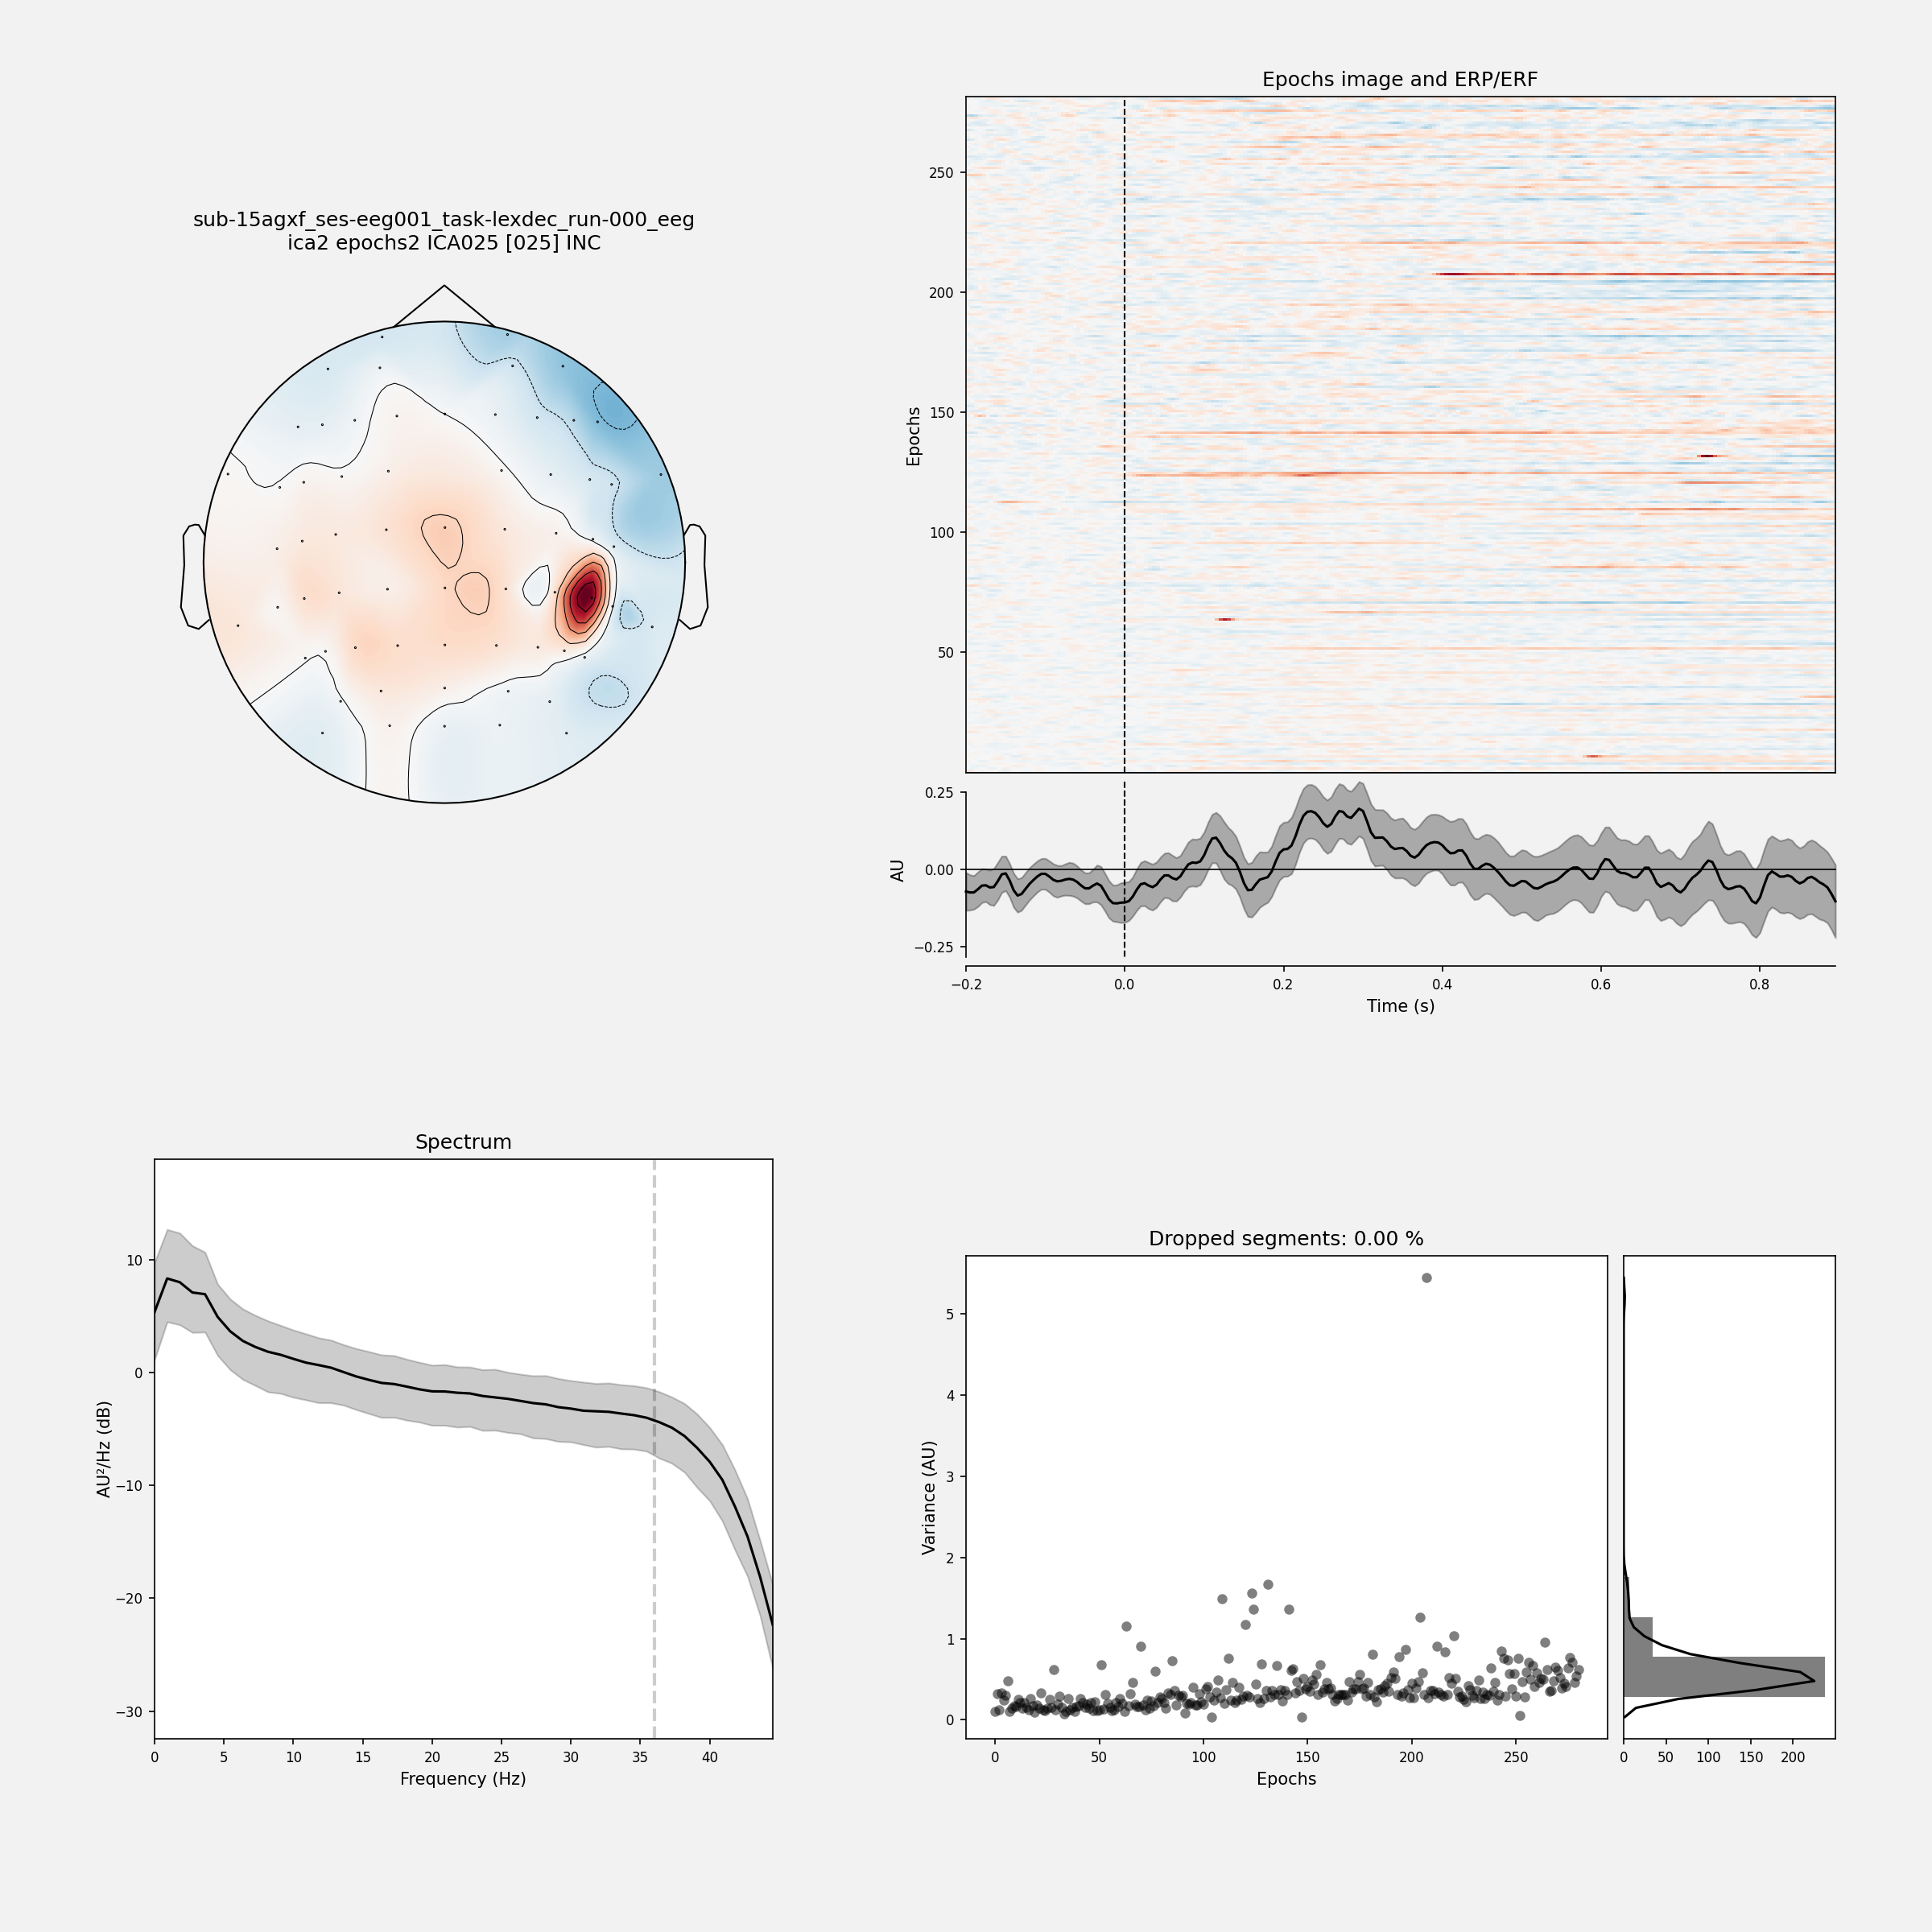 sub-15agxf_ses-eeg001_task-lexdec_run-000_eeg
ica2 epochs2 ICA025 [025] INC
Epochs image and ERP/ERF
250
200
150
100
50
Epochs
0.25
0.00
−0.25
AU
−0.2 0.0 0.2 0.4 0.6 0.8
Time (s)
Spectrum
10
0
−10
−20
−30
AU²/Hz (dB)
0 5 10 15 20 25 30 35 40
Frequency (Hz)
Dropped segments: 0.00 %
5
4
3
2
1
0
Variance (AU)
0 50 100 150 200 250
Epochs
0 50 100 150 200